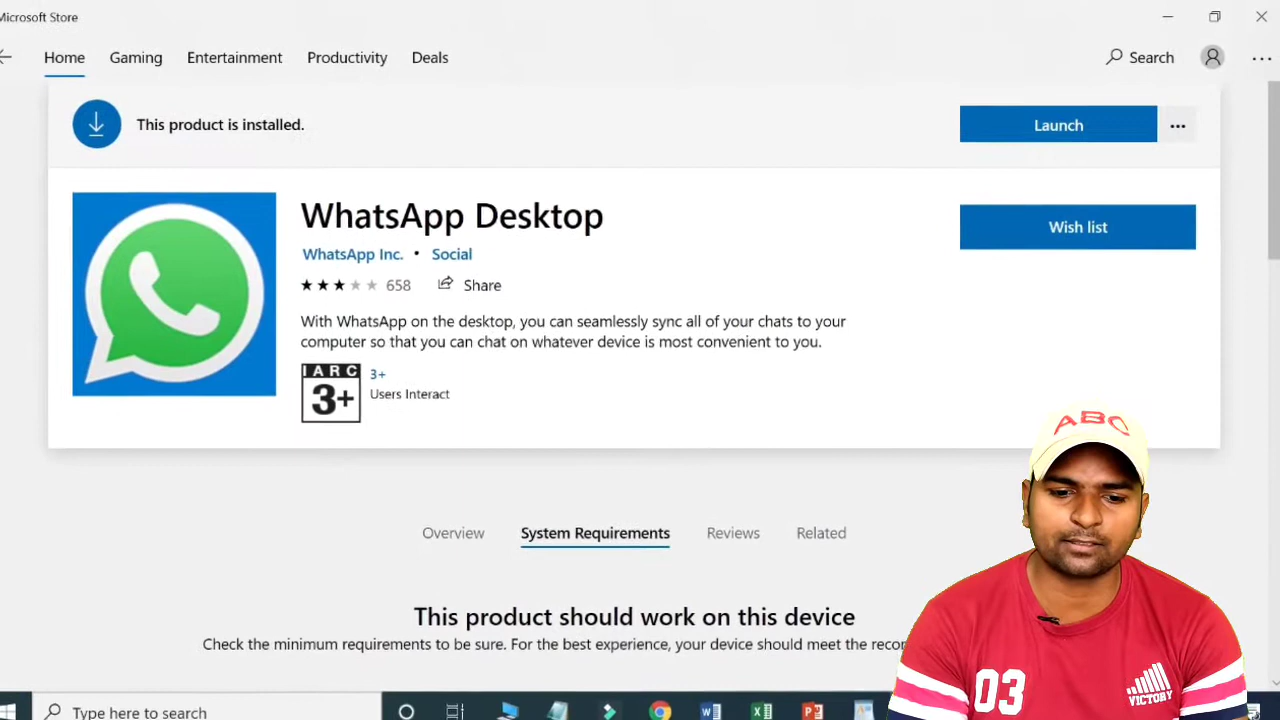 Microsoft Store
Home Gaming Entertainment Productivity Deals Search
This product is installed. Launch
WhatsApp Desktop
Wish list
WhatsApp Inc. • Social
658 Share
With WhatsApp on the desktop, you can seamlessly sync all of your chats to your
computer so that you can chat on whatever device is most convenient to you.
IARC
3+
3+
Users Interact
ABC
Overview System Requirements Reviews Related
This product should work on this device
Check the minimum requirements to be sure. For the best experience, your device should meet the
03
VICTORY
Type here to search